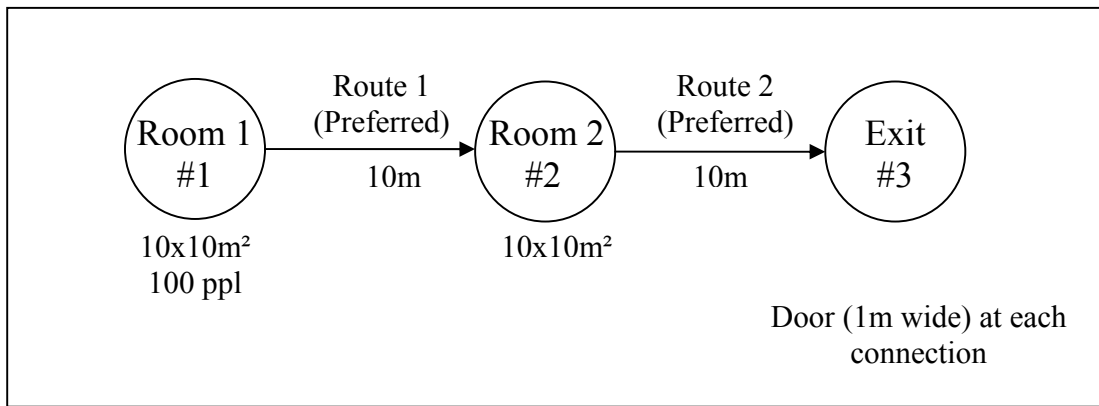 Room 1
#1
10x10m²
100 ppl
Route 1
(Preferred)
10m
Room 2
#2
10x10m²
Route 2
(Preferred)
10m
Exit
#3
Door (1m wide) at each
connection